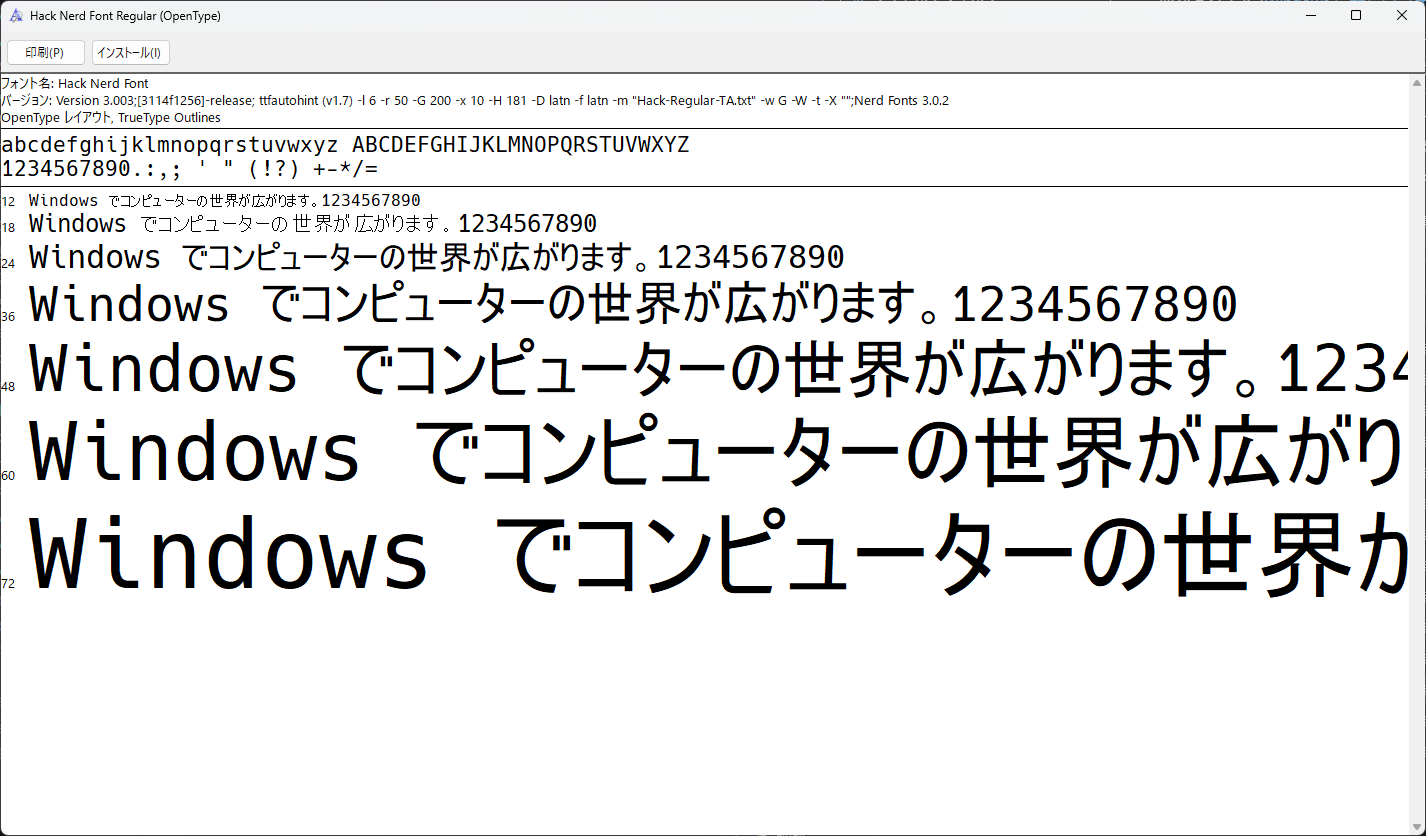 Hack Nerd Font Regular (OpenType)
印刷(P) インストール(I)
フォント名: Hack Nerd Font
バージョン: Version 3.003;[3114f1256]-release; ttfautohint (v1.7) -l 6 -r 50 -G 200 -x 10 -H 181 -D latn -f latn -m "Hack-Regular-TA.txt" -w G -W -t -X "";Nerd Fonts 3.0.2
OpenType レイアウト, TrueType Outlines
abcdefghijklmnopqrstuvwxyz ABCDEFGHIJKLMNOPQRSTUVWXYZ
1234567890.:,; ' " (!?) +-*/=
12 Windows でコンピューターの世界が広がります。1234567890
18 Windows でコンピューターの世界が広がります。1234567890
24 Windows でコンピューターの世界が広がります。1234567890
36 Windows でコンピューターの世界が広がります。1234567890
48 Windows でコンピューターの世界が広がります。1234
60 Windows でコンピューターの世界が広がり
72 Windows でコンピューターの世界が